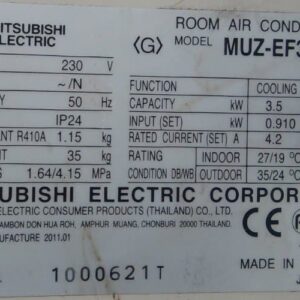 ITSUBISHI
ELECTRIC
⟨G⟩
ROOM AIR COND
MODEL MUZ-EF3
230 V
~/N
Y 50 Hz
IP24
NT R410A 1.15 kg
T 35 kg
S 1.64/4.15 MPa
FUNCTION COOLING
CAPACITY kW 3.5
INPUT (SET) kW 0.910
RATED CURRENT (SET) A 4.2
RATING INDOOR 27/19 °C
CONDITION DB/WB OUTDOOR 35/24 °C
UBISHI ELECTRIC CORPOR
ELECTRIC CONSUMER PRODUCTS (THAILAND) CO., LTD.
AMBON DON HUA ROH, AMPHUR MUANG, CHONBURI 20000 THAILAND
UFACTURE 2011.01
CE
1000621T
MADE IN